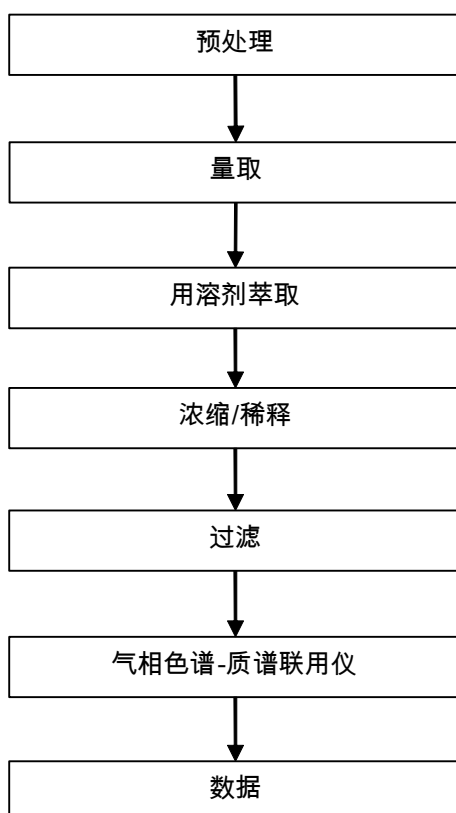 预处理
量取
用溶剂萃取
浓缩/稀释
过滤
气相色谱-质谱联用仪
数据